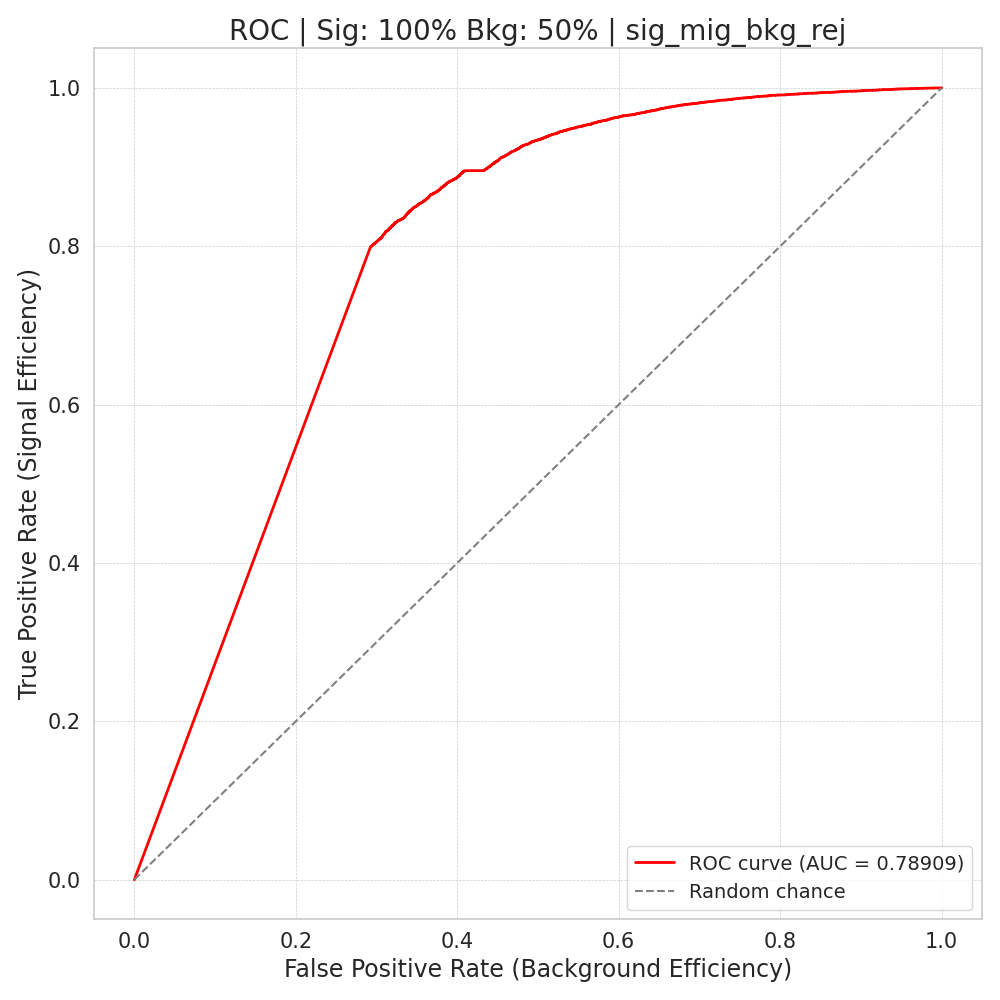 ROC | Sig: 100% Bkg: 50% | sig_mig_bkg_rej
True Positive Rate (Signal Efficiency)
1.0
0.8
0.6
0.4
0.2
0.0
ROC curve (AUC = 0.78909)
Random chance
0.0 0.2 0.4 0.6 0.8 1.0
False Positive Rate (Background Efficiency)